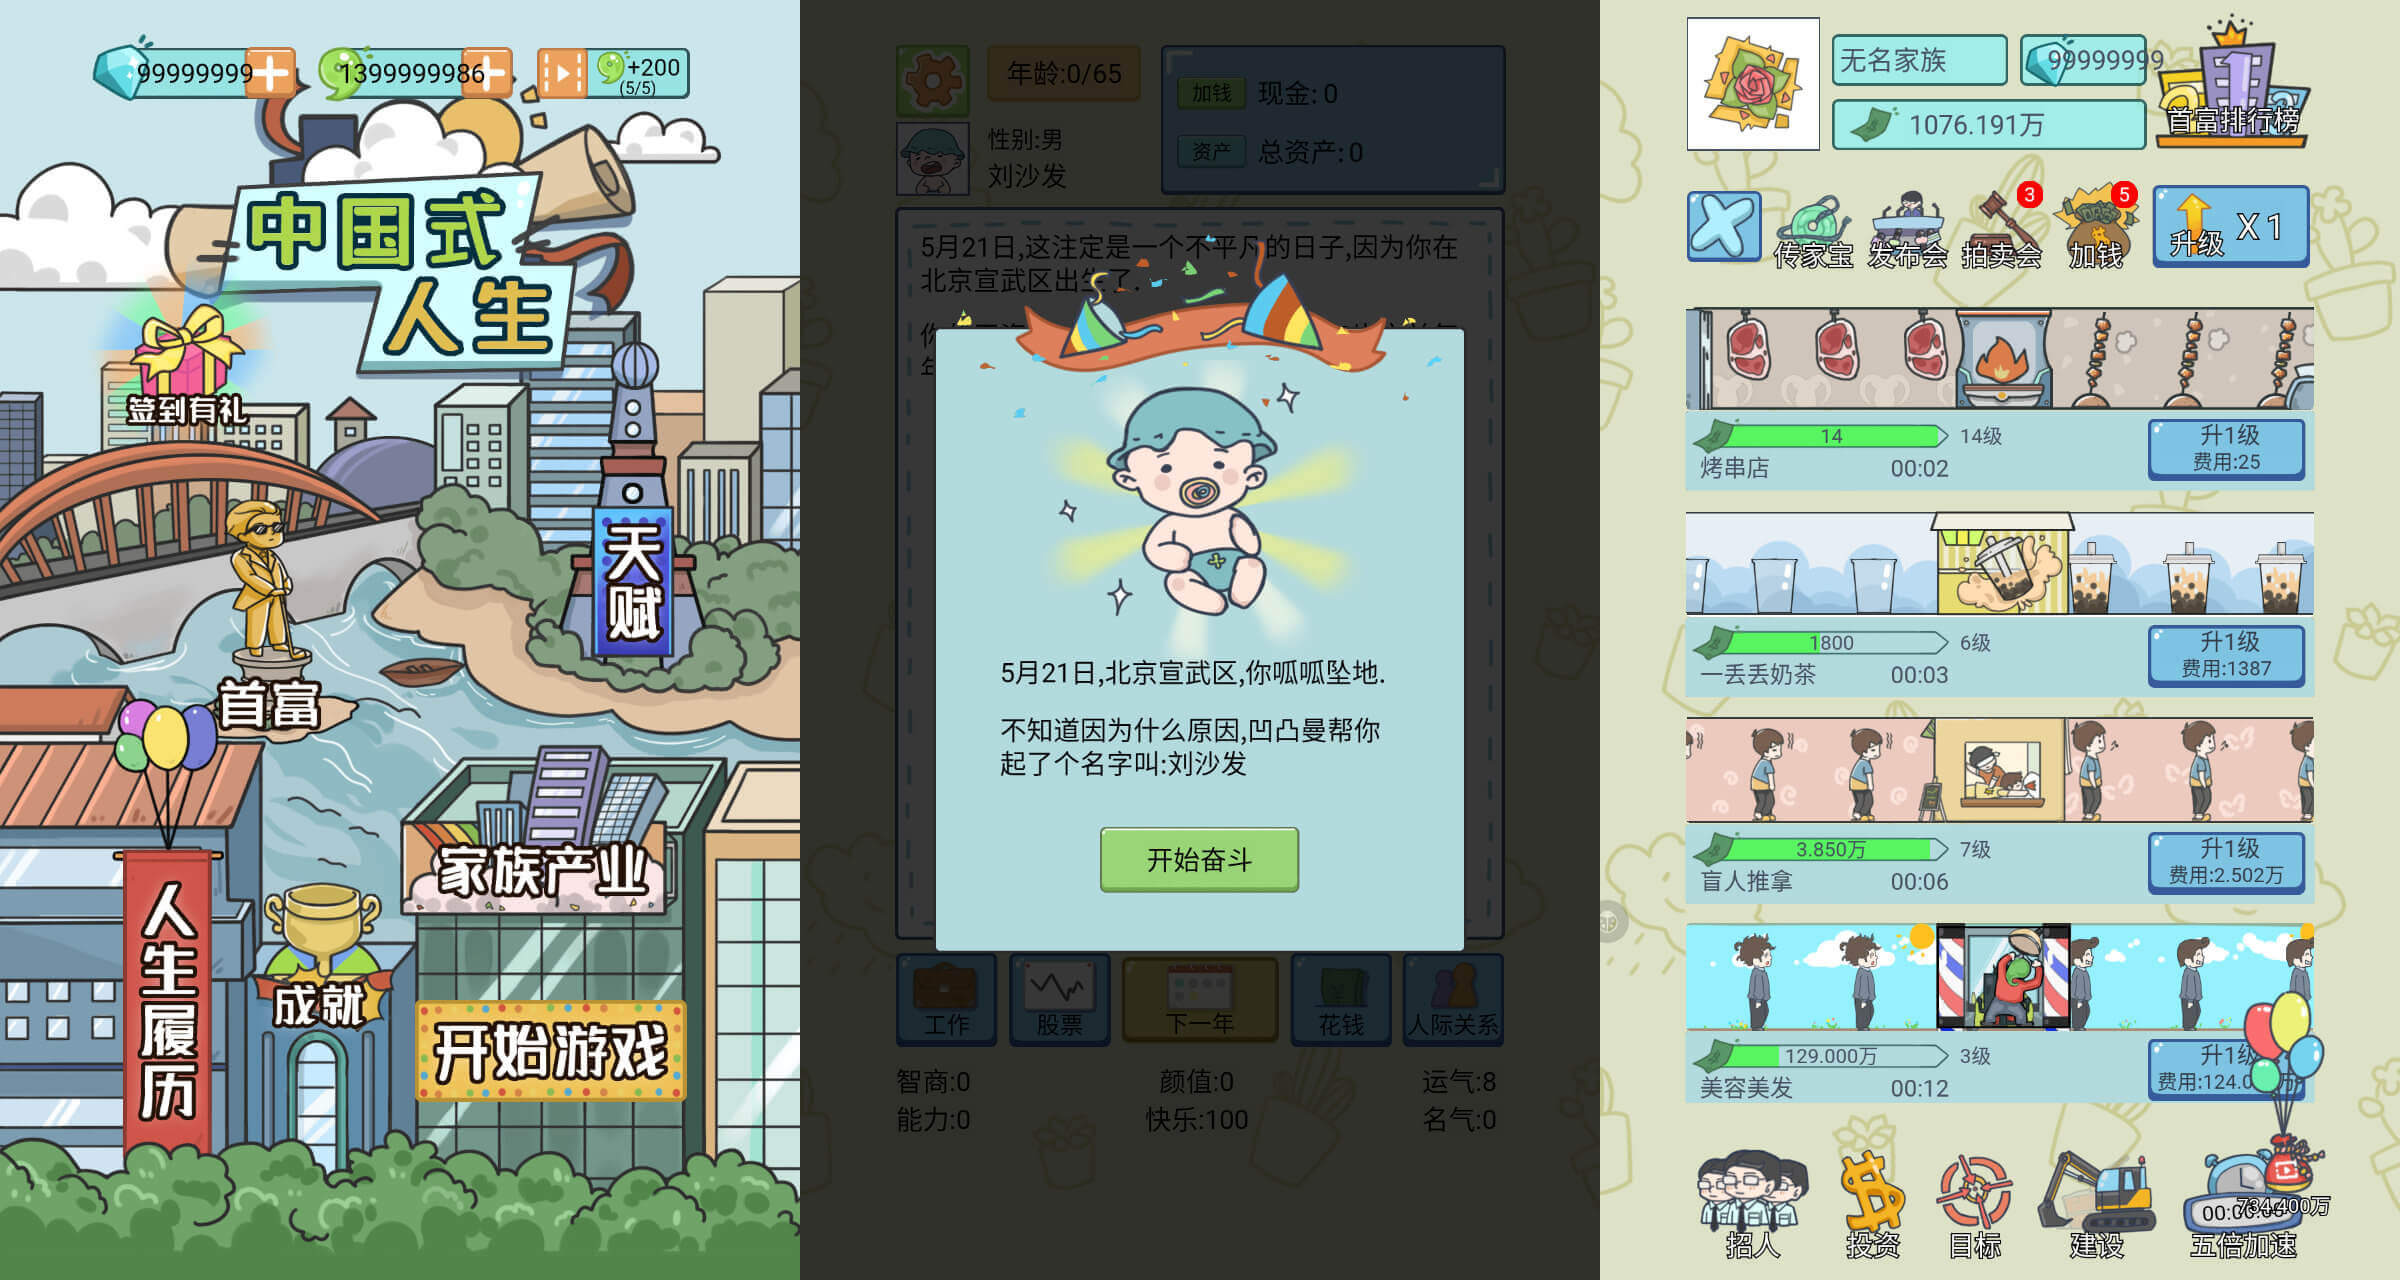 99999999
1399999986
+200
(5/5)
中国式
人生
签到有礼
天赋
首富
家族产业
人生履历
成就
开始游戏
年龄:0/65
加钱
现金: 0
性别:男
刘沙发
资产
总资产: 0
5月21日,这注定是一个不平凡的日子,因为你在
北京宣武区出生了.
5月21日,北京宣武区,你呱呱坠地.
不知道因为什么原因,凹凸曼帮你
起了个名字叫:刘沙发
开始奋斗
工作
股票
下一年
花钱
人际关系
智商:0
颜值:0
运气:8
能力:0
快乐:100
名气:0
无名家族
99999999
1076.191万
首富排行榜
传家宝
发布会
拍卖会
3
加钱
5
升级
X 1
14
14级
烤串店
00:02
升1级
费用:25
1800
6级
一丢丢奶茶
00:03
升1级
费用:1387
3.850万
7级
盲人推拿
00:06
升1级
费用:2.502万
129.000万
3级
美容美发
00:12
升1级
费用:124.0
招人
投资
目标
建设
734.400万
五倍加速